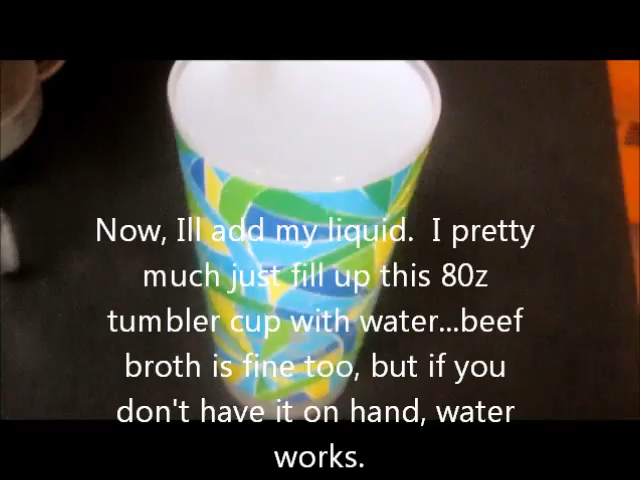 Now, Ill add my liquid.  I pretty
much just fill up this 80z
tumbler cup with water...beef
broth is fine too, but if you
don't have it on hand, water
works.